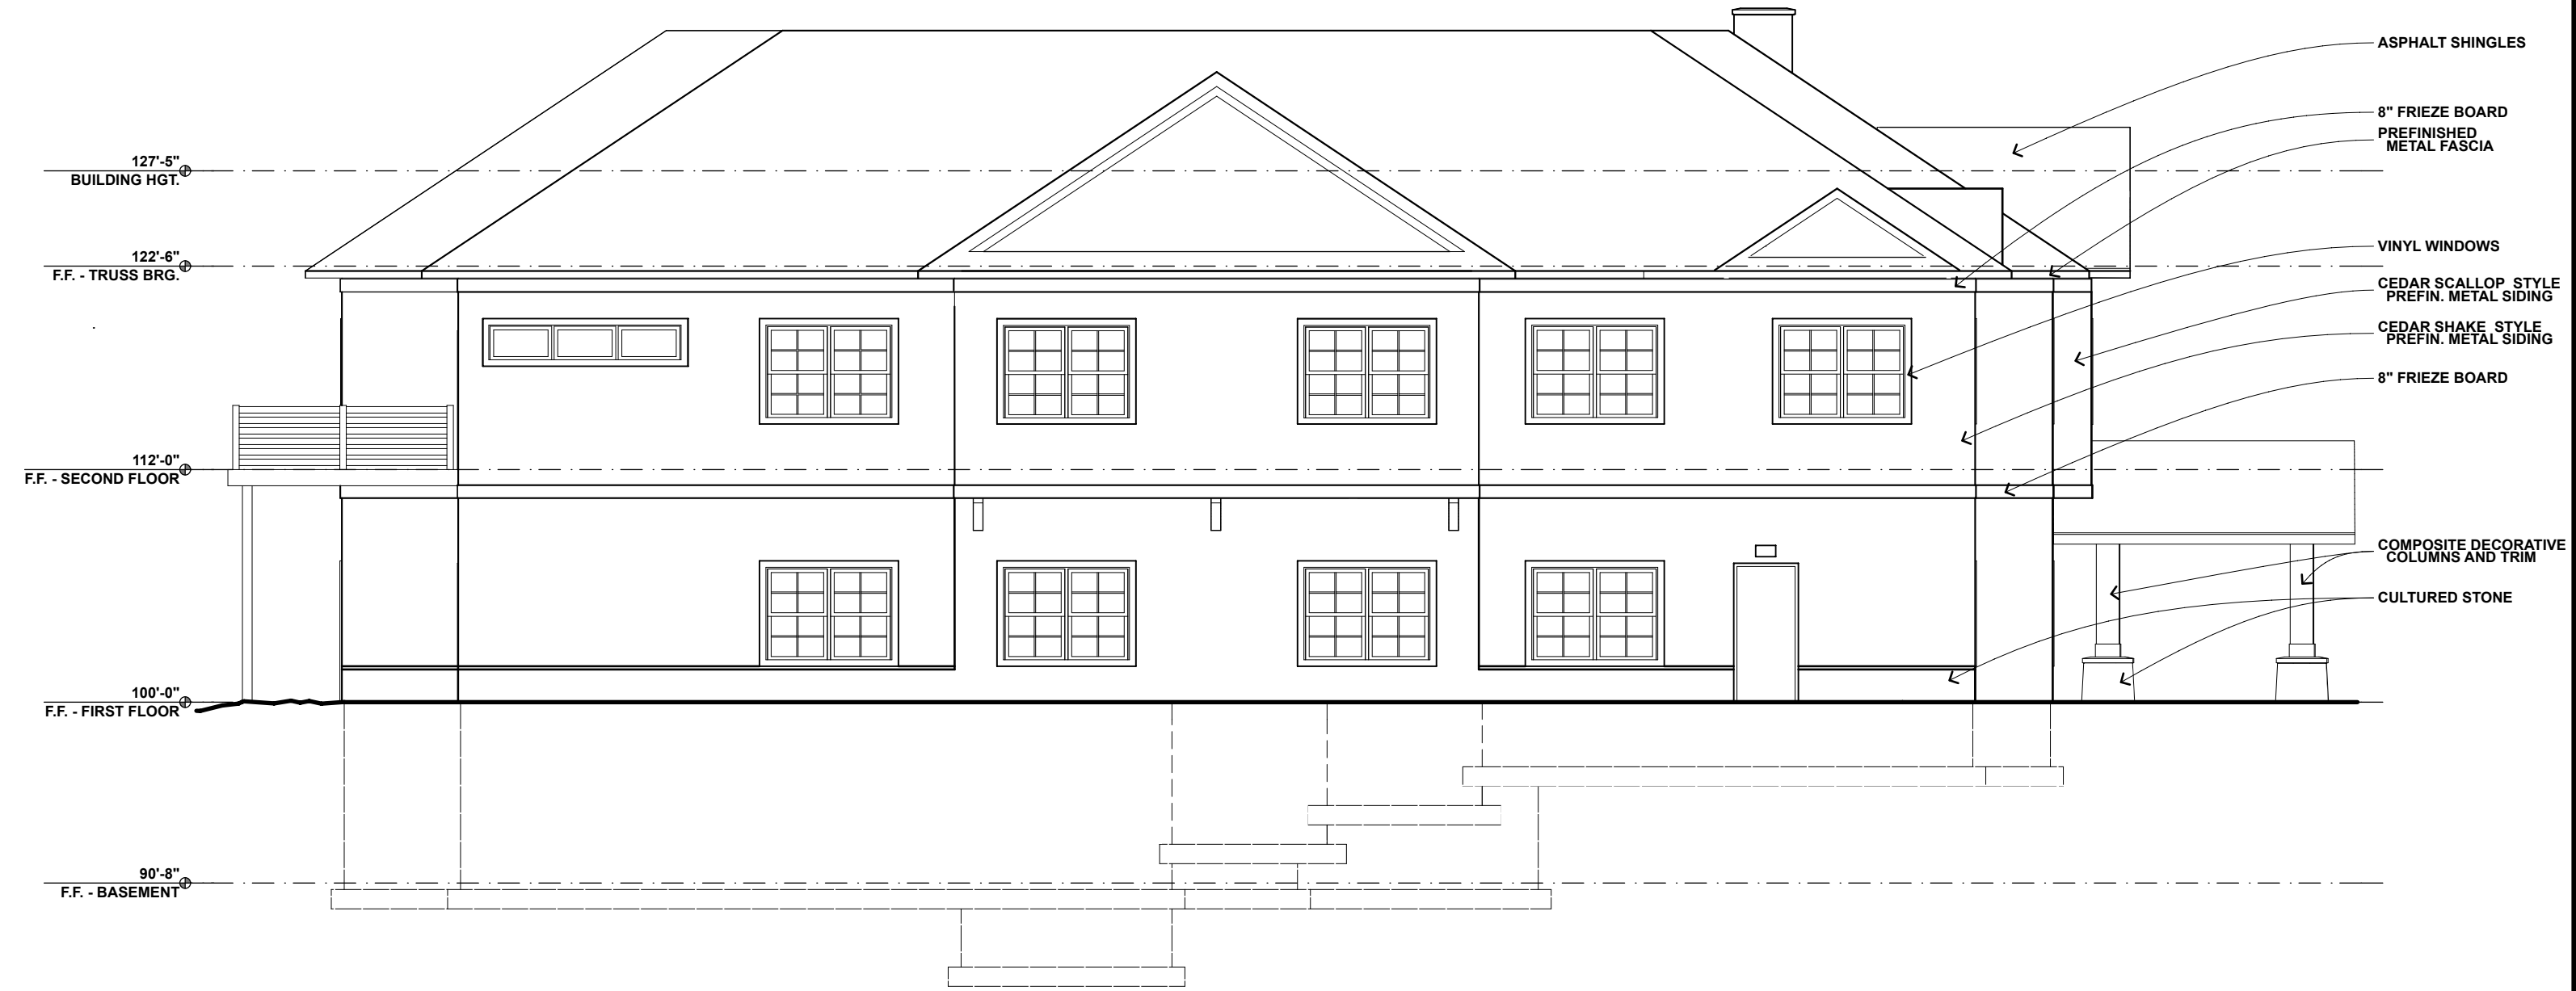 ASPHALT SHINGLES
8" FRIEZE BOARD
PREFINISHED
METAL FASCIA
127'-5"
BUILDING HGT.
VINYL WINDOWS
122'-6"
F.F. - TRUSS BRG.
CEDAR SCALLOP STYLE
PREFIN. METAL SIDING
CEDAR SHAKE STYLE
PREFIN. METAL SIDING
8" FRIEZE BOARD
112'-0"
F.F. - SECOND FLOOR
COMPOSITE DECORATIVE
COLUMNS AND TRIM
CULTURED STONE
100'-0"
F.F. - FIRST FLOOR
90'-8"
F.F. - BASEMENT